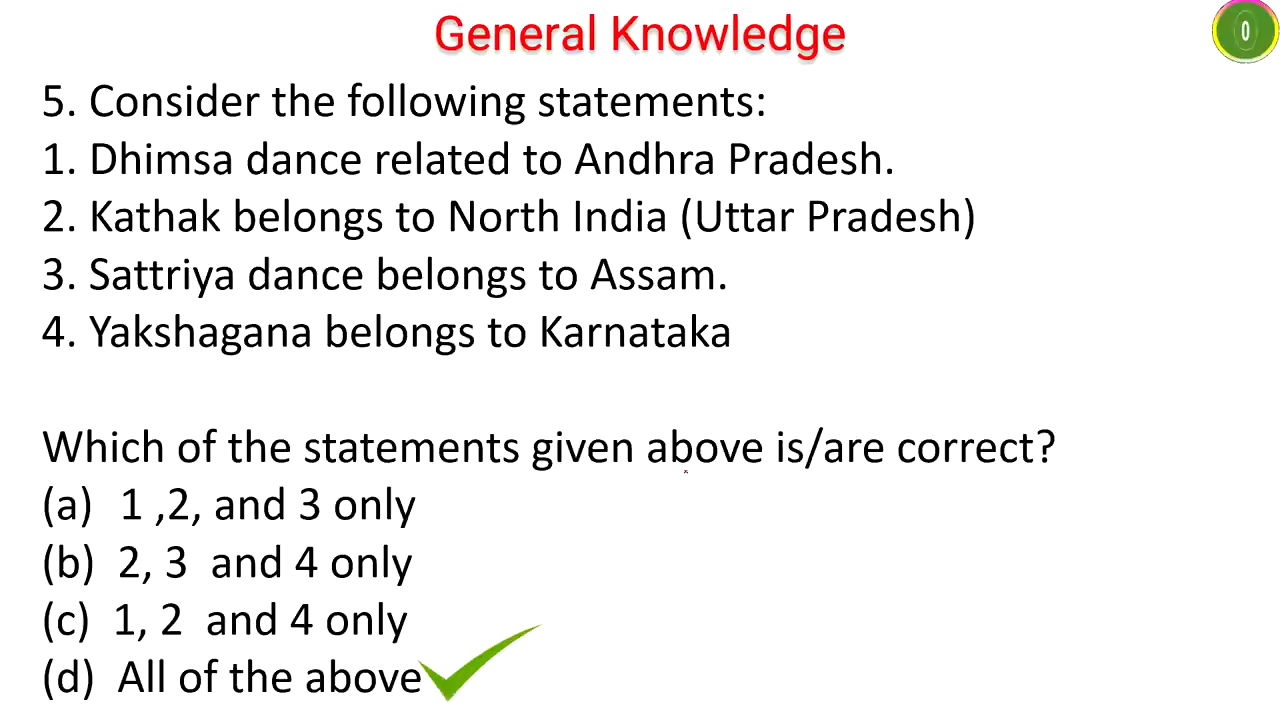 General Knowledge
0
5. Consider the following statements:
1. Dhimsa dance related to Andhra Pradesh.
2. Kathak belongs to North India (Uttar Pradesh)
3. Sattriya dance belongs to Assam.
4. Yakshagana belongs to Karnataka
Which of the statements given above is/are correct?
(a) 1 ,2, and 3 only
(b) 2, 3 and 4 only
(c) 1, 2 and 4 only
(d) All of the above